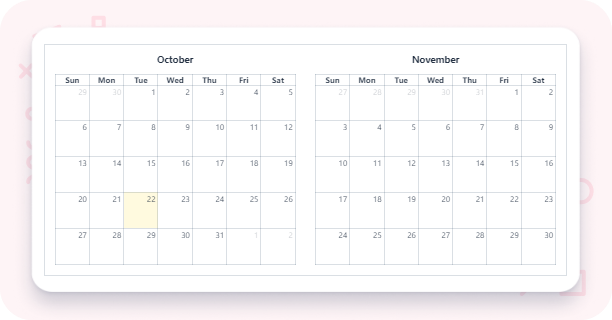 October
Sun Mon Tue Wed Thu Fri Sat
29 30 1 2 3 4 5
6 7 8 9 10 11 12
13 14 15 16 17 18 19
20 21 22 23 24 25 26
27 28 29 30 31 1 2
November
Sun Mon Tue Wed Thu Fri Sat
27 28 29 30 31 1 2
3 4 5 6 7 8 9
10 11 12 13 14 15 16
17 18 19 20 21 22 23
24 25 26 27 28 29 30